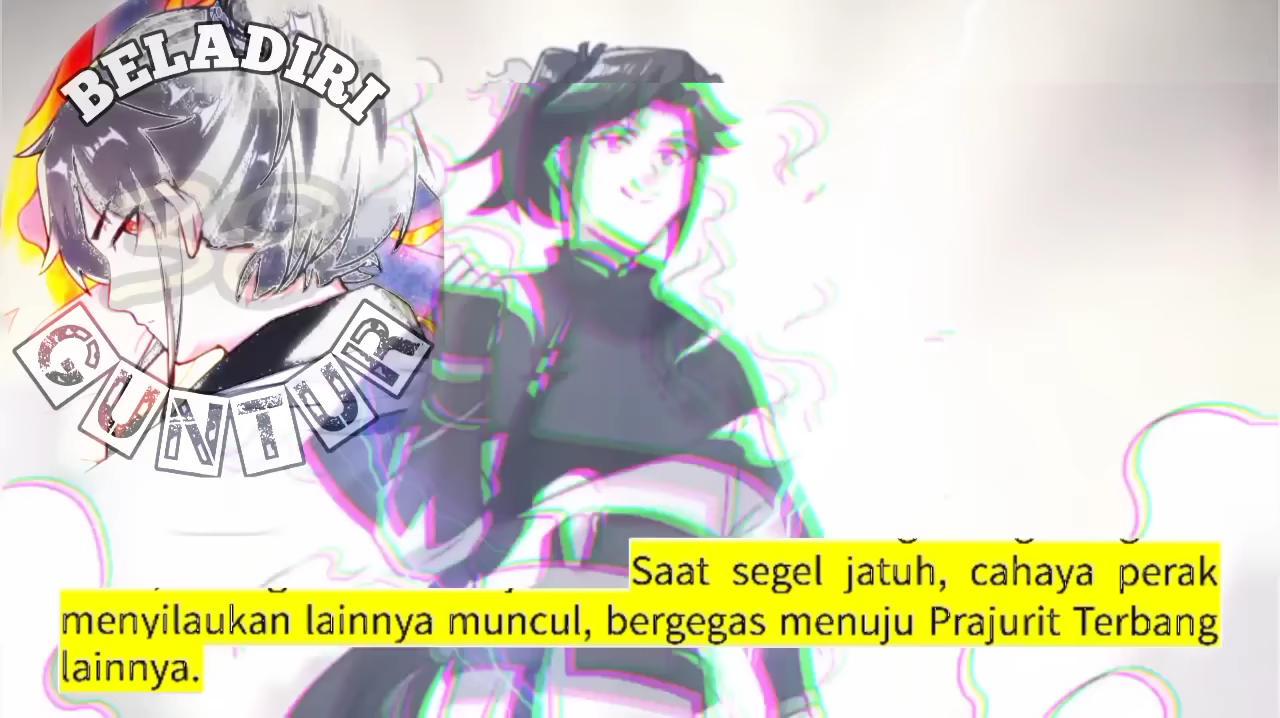 BELADIRI
GUNTUR
Saat segel jatuh, cahaya perak
menyilaukan lainnya muncul, bergegas menuju Prajurit Terbang
lainnya.